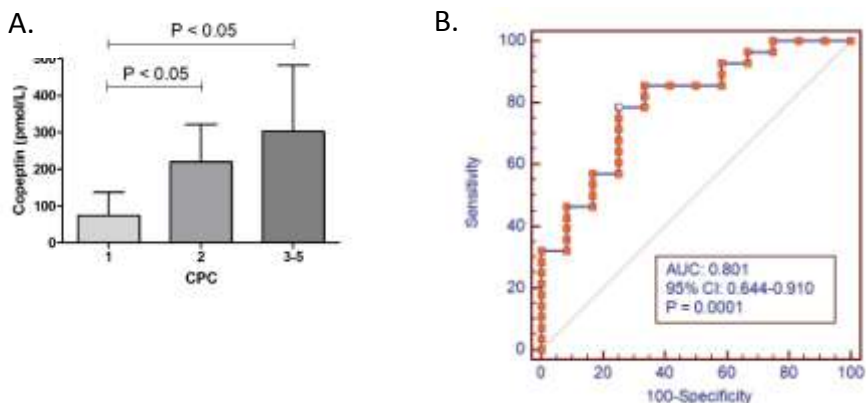 A.
P < 0.05
P < 0.05
500
400
300
200
100
0
Copeptin (pmol/L)
1 2 3-5
CPC
B.
100
80
60
40
20
0
Sensitivity
AUC: 0.801
95% CI: 0.644-0.910
P = 0.0001
0 20 40 60 80 100
100-Specificity